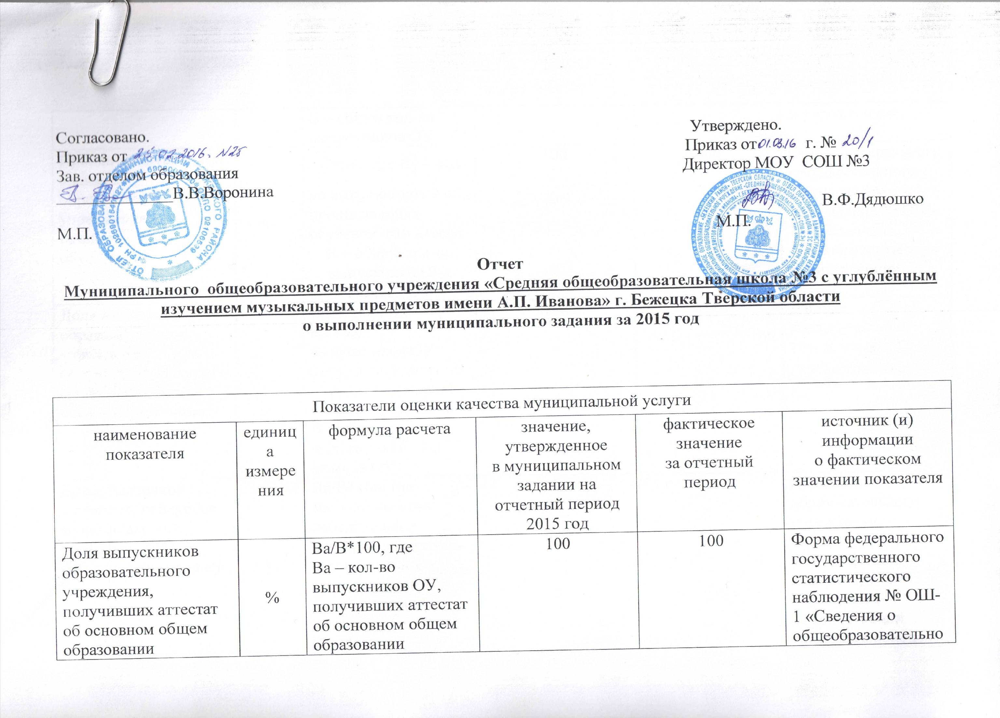 Согласовано.
Приказ от 25.02.2016. N25
Зав. отделом образования
В.В.Воронина
М.П.
Утверждено.
Приказ от 01.03.16 г. № 20/1
Директор МОУ СОШ №3
В.Ф.Дядюшко
М.П.
Отчет
Муниципального общеобразовательного учреждения «Средняя общеобразовательная школа №3 с углублённым
изучением музыкальных предметов имени А.П. Иванова» г. Бежецка Тверской области
о выполнении муниципального задания за 2015 год
Показатели оценки качества муниципальной услуги
наименование
показателя
единиц
а
измере
ния
формула расчета
значение,
утвержденное
в муниципальном
задании на
отчетный период
2015 год
фактическое
значение
за отчетный
период
источник (и)
информации
о фактическом
значении показателя
Доля выпускников
образовательного
учреждения,
получивших аттестат
об основном общем
образовании
%
Ва/В*100, где
Ва – кол-во
выпускников ОУ,
получивших аттестат
об основном общем
образовании
100
100
Форма федерального
государственного
статистического
наблюдения № ОШ-
1 «Сведения о
общеобразовательно